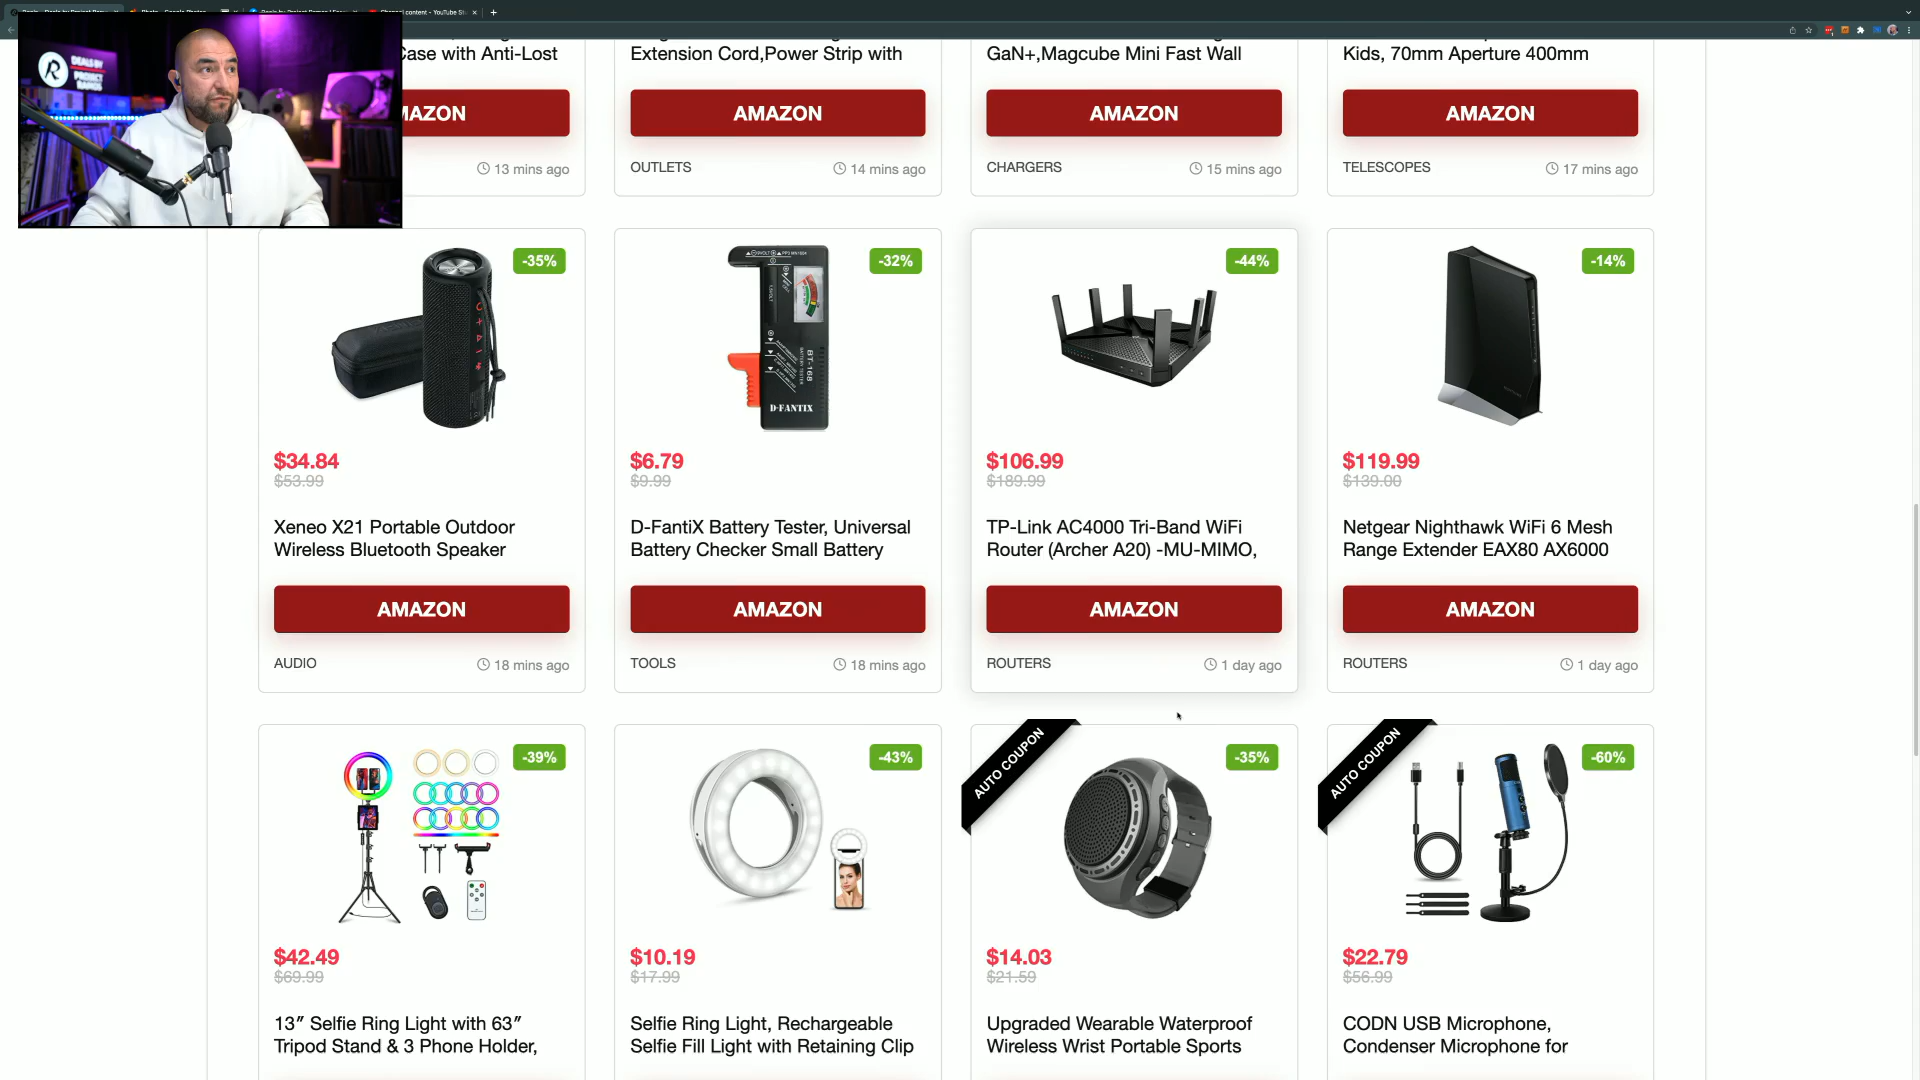 Case with Anti-Lost
Extension Cord,Power Strip with
GaN+,Magcube Mini Fast Wall
Kids, 70mm Aperture 400mm
AMAZON
AMAZON
AMAZON
13 mins ago
OUTLETS
14 mins ago
CHARGERS
15 mins ago
TELESCOPES
17 mins ago
-35%
-32%
-44%
-14%
BT-168
D-FANTIX
$34.84
$53.99
$6.79
$9.99
$106.99
$189.99
$119.99
$139.00
Xeneo X21 Portable Outdoor
Wireless Bluetooth Speaker
D-FantiX Battery Tester, Universal
Battery Checker Small Battery
TP-Link AC4000 Tri-Band WiFi
Router (Archer A20) -MU-MIMO,
Netgear Nighthawk WiFi 6 Mesh
Range Extender EAX80 AX6000
AMAZON
AMAZON
AMAZON
AMAZON
AUDIO
18 mins ago
TOOLS
18 mins ago
ROUTERS
1 day ago
ROUTERS
1 day ago
-39%
-43%
AUTO COUPON
-35%
AUTO COUPON
-60%
$42.49
$69.99
$10.19
$17.99
$14.03
$21.59
$22.79
$56.99
13″ Selfie Ring Light with 63″
Tripod Stand & 3 Phone Holder,
Selfie Ring Light, Rechargeable
Selfie Fill Light with Retaining Clip
Upgraded Wearable Waterproof
Wireless Wrist Portable Sports
CODN USB Microphone,
Condenser Microphone for